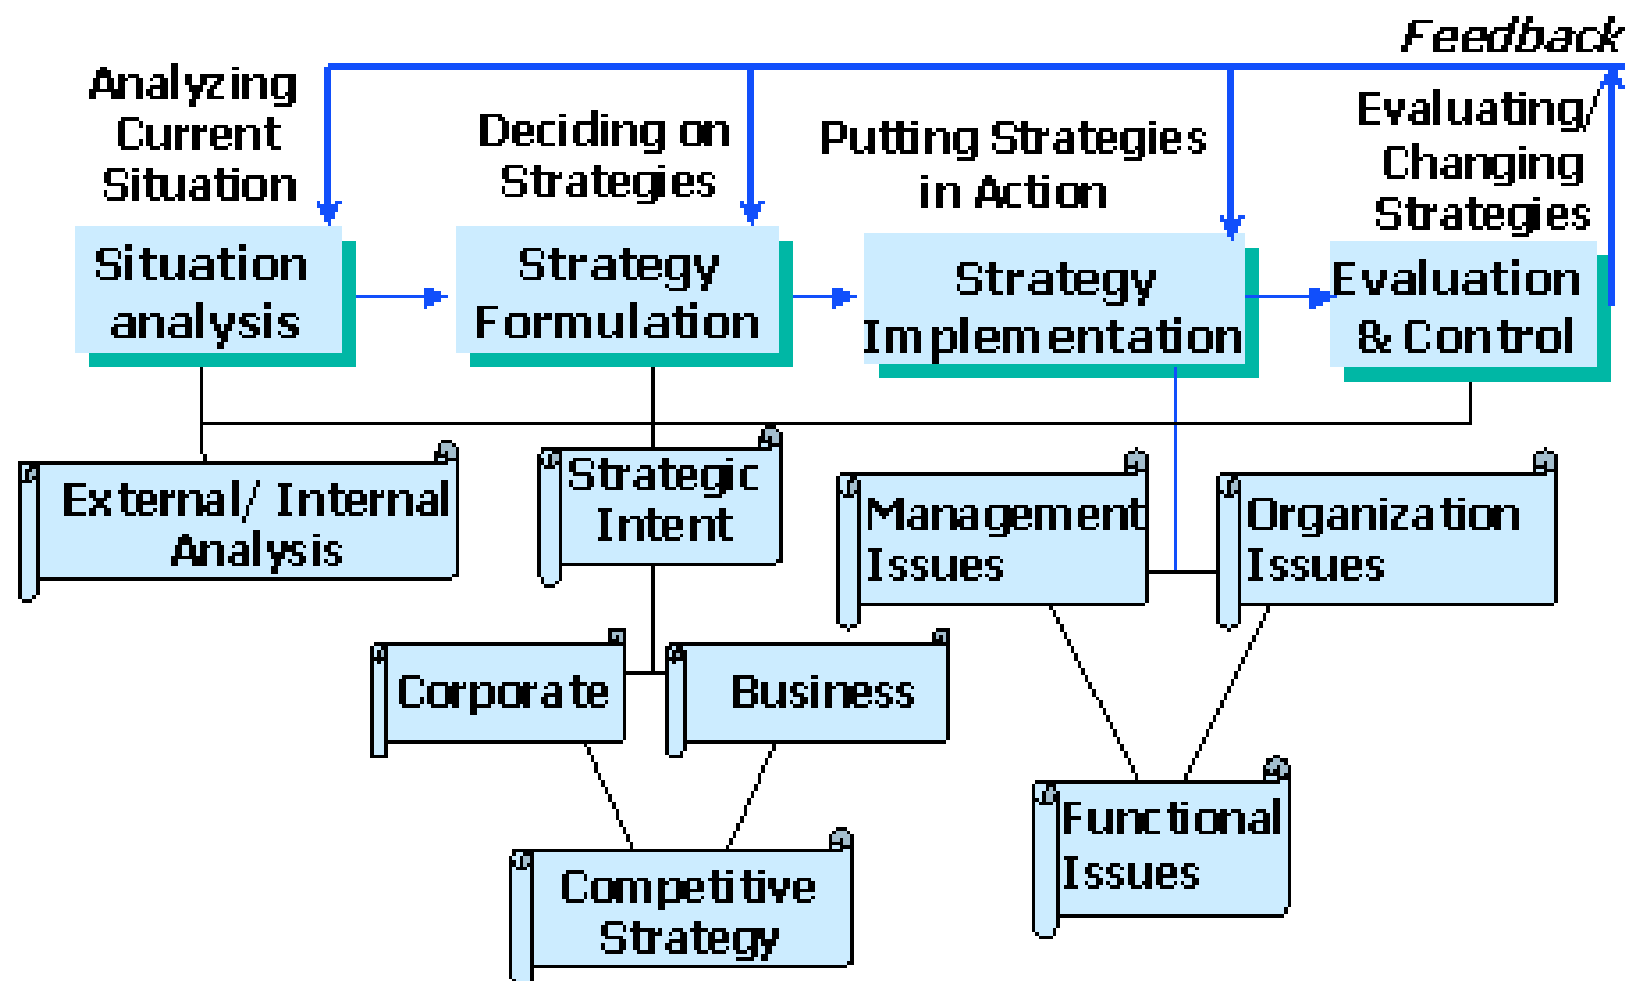 Feedback
Analyzing
Current
Situation
Deciding on
Strategies
Putting Strategies
in Action
Evaluating/
Changing
Strategies
Situation
analysis
Strategy
Formulation
Strategy
Implementation
Evaluation
& Control
External/ Internal
Analysis
Strategic
Intent
Management
Issues
Organization
Issues
Corporate
Business
Competitive
Strategy
Functional
Issues